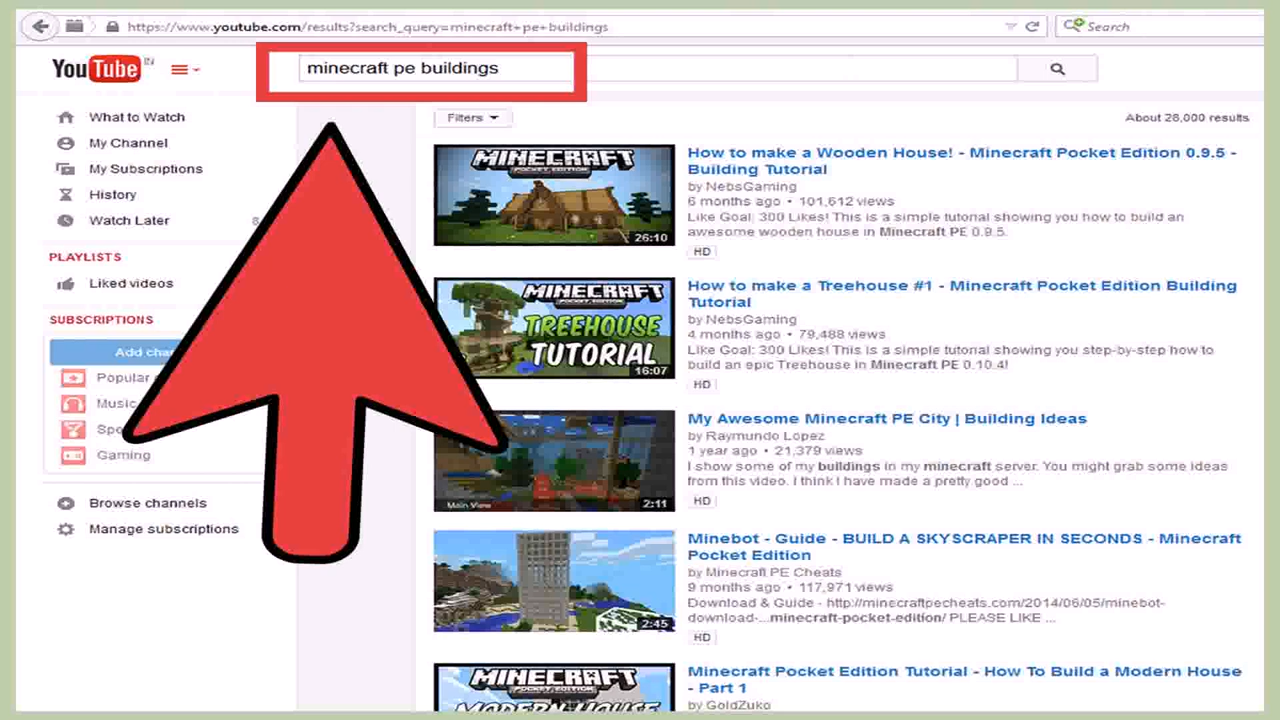 https://www.youtube.com/results?search_query=minecraft+pe+buildings
Search
YouTube IN
minecraft pe buildings
What to Watch
My Channel
My Subscriptions
History
Watch Later
PLAYLISTS
Liked videos
SUBSCRIPTIONS
Add
Popular
Music
Gaming
Browse channels
Manage subscriptions
Filters
About 28,000 results
MINECRAFT
POCKET EDITION
26:10
How to make a Wooden House! - Minecraft Pocket Edition 0.9.5 -
Building Tutorial
by NebsGaming
6 months ago • 101,612 views
Like Goal: 300 Likes! This is a simple tutorial showing you how to build an
awesome wooden house in Minecraft PE 0.9.5.
HD
MINECRAFT
POCKET EDITION
TREEHOUSE
TUTORIAL
16:07
How to make a Treehouse #1 - Minecraft Pocket Edition Building
Tutorial
by NebsGaming
4 months ago • 79,488 views
Like Goal: 300 Likes! This is a simple tutorial showing you step-by-step how to
build an epic Treehouse in Minecraft PE 0.10.4!
HD
Main View
2:11
My Awesome Minecraft PE City | Building Ideas
by Raymundo Lopez
1 year ago • 21,379 views
I show some of my buildings in my minecraft server. You might grab some ideas
from this video. I think I have made a pretty good ...
HD
2:45
Minebot - Guide - BUILD A SKYSCRAPER IN SECONDS - Minecraft
Pocket Edition
by Minecraft PE Cheats
9 months ago • 117,971 views
Download & Guide - http://minecraftpecheats.com/2014/06/05/minebot-
download-...minecraft-pocket-edition/ PLEASE LIKE ...
HD
MINECRAFT
POCKET EDITION
MODERN HOUSE
Minecraft Pocket Edition Tutorial - How To Build a Modern House
- Part 1
by GoldZuko